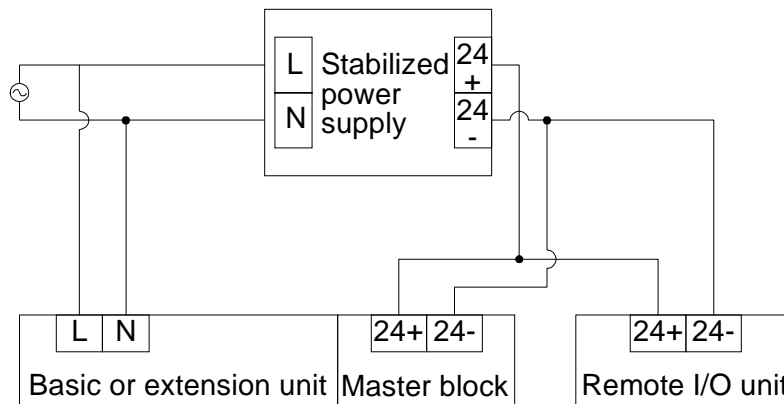 L Stabilized 24
+
power
N supply 24
-
L N 24+ 24- 24+ 24-
Basic or extension unit Master block Remote I/O unit